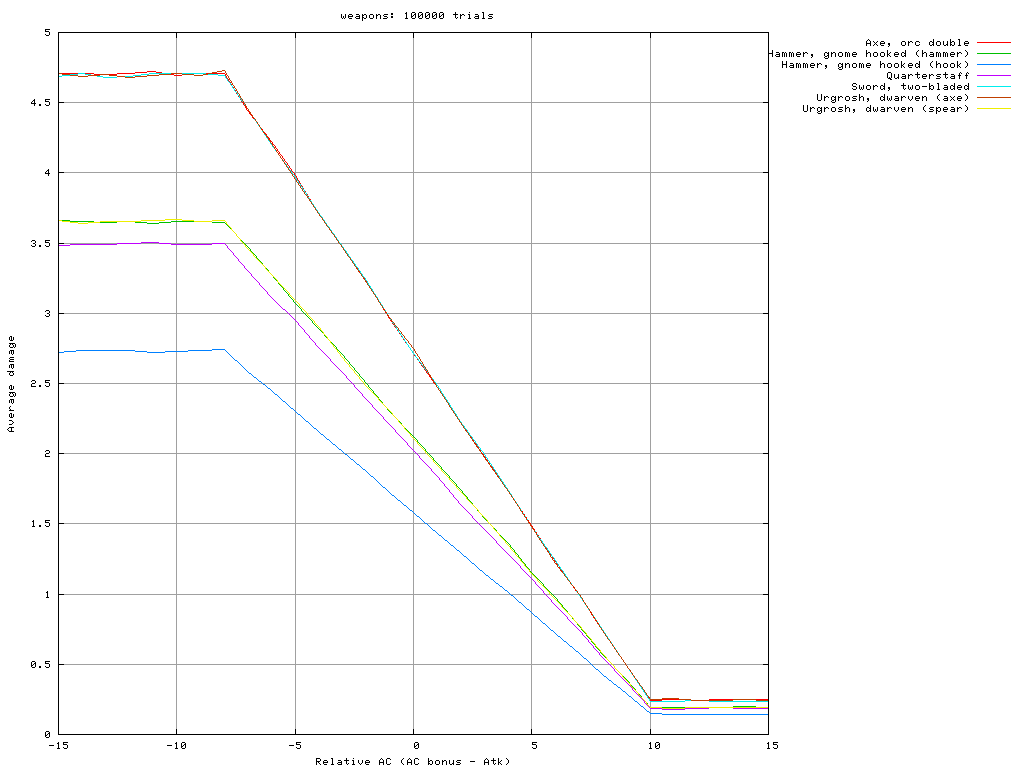 weapons: 100000 trials
Axe, orc double
Hammer, gnome hooked (hammer)
Hammer, gnome hooked (hook)
Quarterstaff
Sword, two-bladed
Urgrosh, dwarven (axe)
Urgrosh, dwarven (spear)
5
4.5
4
3.5
3
2.5
2
1.5
1
0.5
0
Average damage
-15 -10 -5 0 5 10 15
Relative AC (AC bonus - Atk)